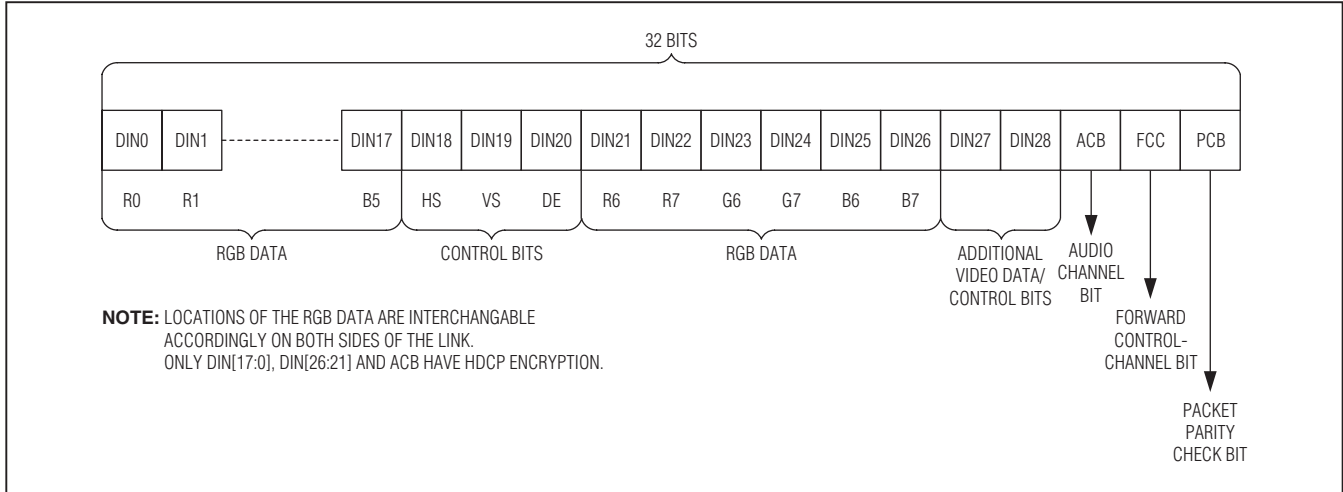 32 BITS
DIN0 DIN1 DIN17 DIN18 DIN19 DIN20 DIN21 DIN22 DIN23 DIN24 DIN25 DIN26 DIN27 DIN28 ACB FCC PCB
R0 R1 B5 HS VS DE R6 R7 G6 G7 B6 B7
RGB DATA
CONTROL BITS
RGB DATA
ADDITIONAL
VIDEO DATA/
CONTROL BITS
AUDIO
CHANNEL
BIT
FORWARD
CONTROL-
CHANNEL BIT
PACKET
PARITY
CHECK BIT
NOTE: LOCATIONS OF THE RGB DATA ARE INTERCHANGABLE
ACCORDINGLY ON BOTH SIDES OF THE LINK.
ONLY DIN[17:0], DIN[26:21] AND ACB HAVE HDCP ENCRYPTION.